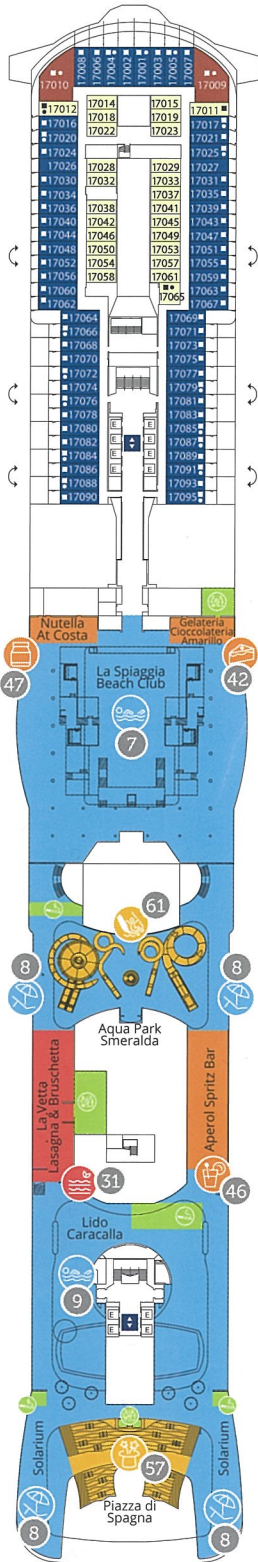 17008 17006 17004 17002 17001 17003 17005 17007
17010 17009
17012 17014 17015 17011
17016 17018 17019 17017
17020 17022 17023 17021
17024 17025
17026 17028 17029 17027
17030 17032 17033 17031
17034 17037 17035
17036 17038 17041 17039
17040 17042 17045 17043
17044 17046 17049 17047
17048 17050 17053 17051
17052 17054 17057 17055
17056 17058 17061 17059
17060 17065 17063
17062 17067
17064 17069
17066 17071
17068 17073
17070 17075
17072 17077
17074 17079
17076 17081
17078 17083
17080 17085
17082 17087
17084 17089
17086 17091
17088 17093
17090 17095
E E
E E
E E
E E
Nutella
At Costa
Gelateria
Cioccolateria
Amarillo
47
42
La Spiaggia
Beach Club
7
61
8
8
Aqua Park
Smeralda
La Vetta
Lasagna & Bruschetta
Aperol Spritz Bar
31
46
Lido
Caracalla
9
E E
E E
Solarium
Solarium
57
Piazza di
Spagna
8
8